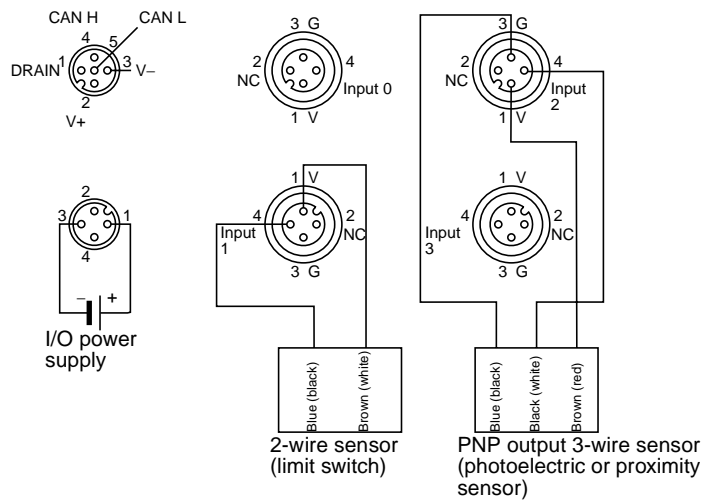 CAN H
CAN L
4
5
1
DRAIN
3
V–
2
V+
3 G
2
NC
4
Input 0
1 V
3 G
2
NC
4
Input
2
1 V
2
3
1
4
– +
I/O power
supply
1 V
4
Input
1
2
NC
3 G
1 V
4
Input
3
2
NC
3 G
Blue (black)
Brown (white)
2-wire sensor
(limit switch)
Blue (black)
Black (white)
Brown (red)
PNP output 3-wire sensor
(photoelectric or proximity
sensor)